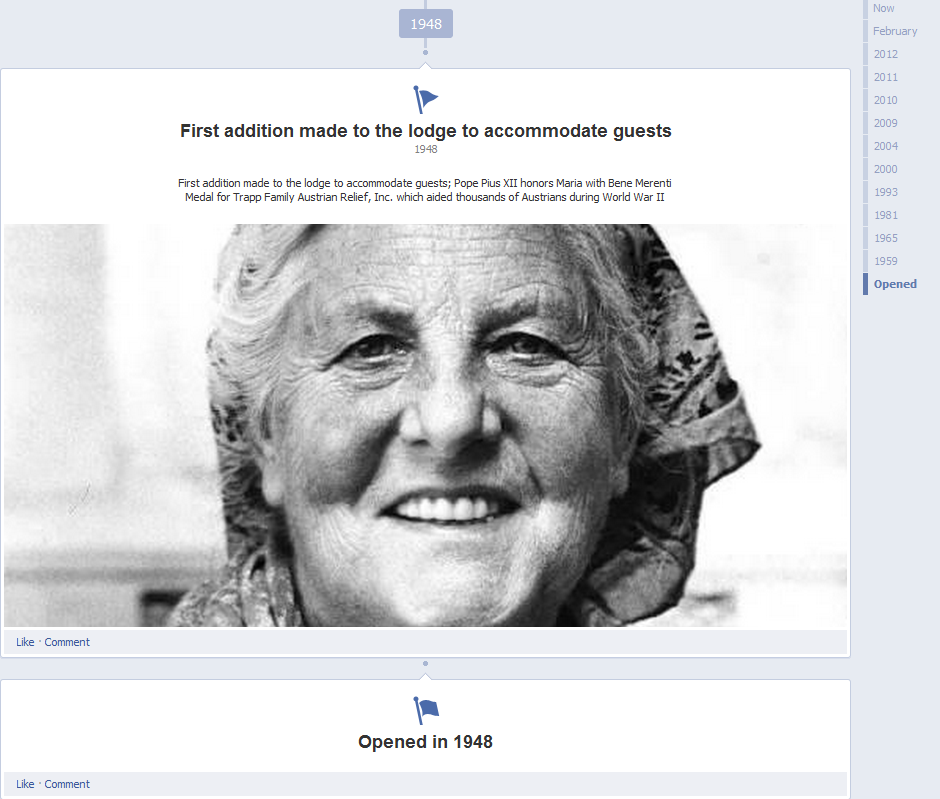 1948
First addition made to the lodge to accommodate guests
1948
First addition made to the lodge to accommodate guests; Pope Pius XII honors Maria with Bene Merenti
Medal for Trapp Family Austrian Relief, Inc. which aided thousands of Austrians during World War II
Like · Comment
Opened in 1948
Like · Comment
Now
February
2012
2011
2010
2009
2004
2000
1993
1981
1965
1959
Opened